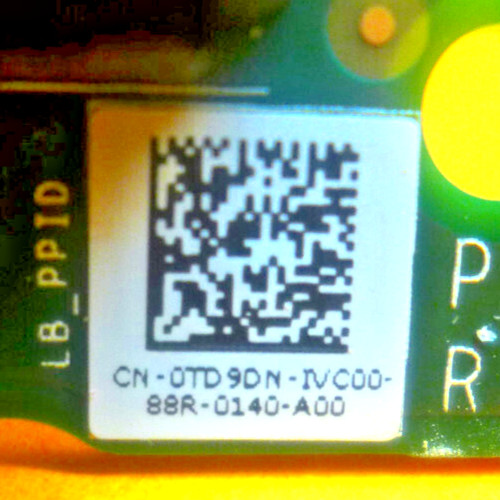 LB_PPID
CN-0TD9DN-IVC00-
88R-0140-A00
P
R